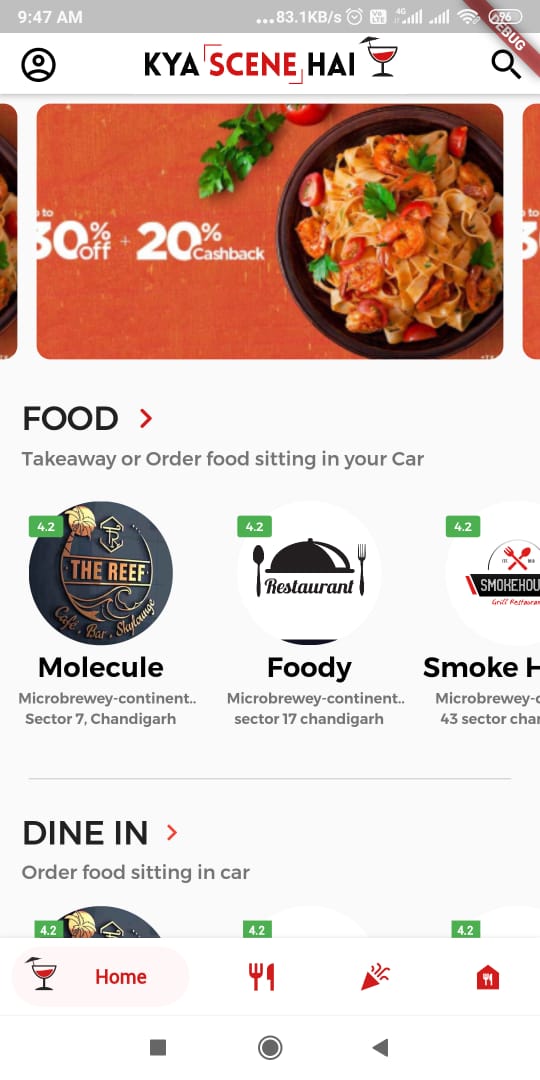 9:47 AM
...83.1KB/s
4G
96
DEBUG
KYA SCENE HAI
to
30% off + 20% Cashback
FOOD
Takeaway or Order food sitting in your Car
4.2
4.2
4.2
THE REEF
Café . Bar . Skylounge
Restaurant
SMOKEHOU
Grill Restauran
Molecule
Foody
Smoke H
Microbrewey-continent..
Microbrewey-continent..
Microbrewey-c
Sector 7, Chandigarh
sector 17 chandigarh
43 sector chan
DINE IN
Order food sitting in car
4.2
4.2
4.2
Home